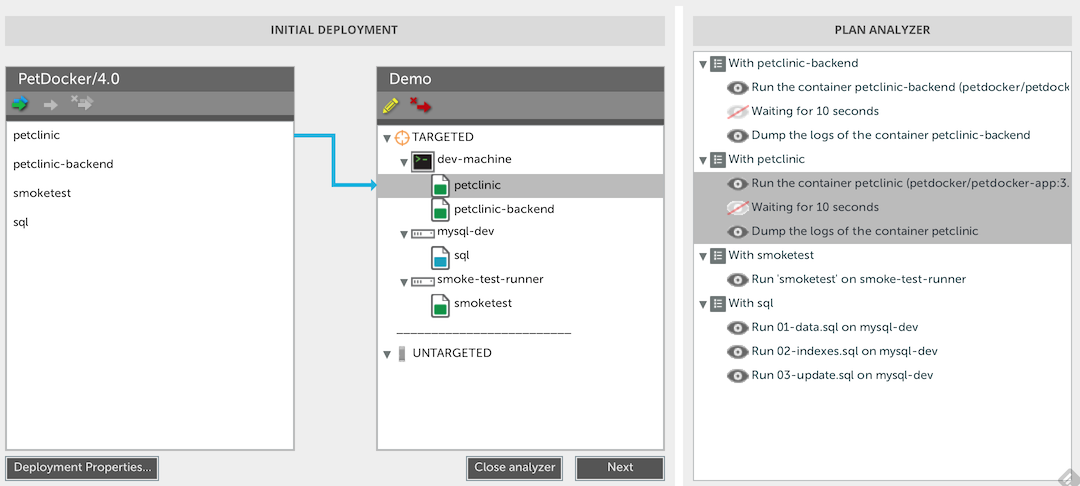 INITIAL DEPLOYMENT
PetDocker/4.0
petclinic
petclinic-backend
smoketest
sql
Deployment Properties...
Demo
TARGETED
dev-machine
petclinic
petclinic-backend
mysql-dev
sql
smoke-test-runner
smoketest
UNTARGETED
Close analyzer
Next
PLAN ANALYZER
With petclinic-backend
Run the container petclinic-backend (petdocker/petdock
Waiting for 10 seconds
Dump the logs of the container petclinic-backend
With petclinic
Run the container petclinic (petdocker/petdocker-app:3.
Waiting for 10 seconds
Dump the logs of the container petclinic
With smoketest
Run 'smoketest' on smoke-test-runner
With sql
Run 01-data.sql on mysql-dev
Run 02-indexes.sql on mysql-dev
Run 03-update.sql on mysql-dev